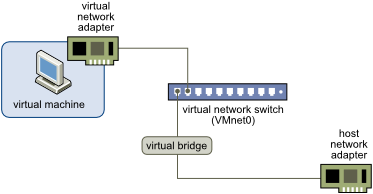 virtual
network
adapter
virtual machine
virtual network switch
(VMnet0)
virtual bridge
host
network
adapter